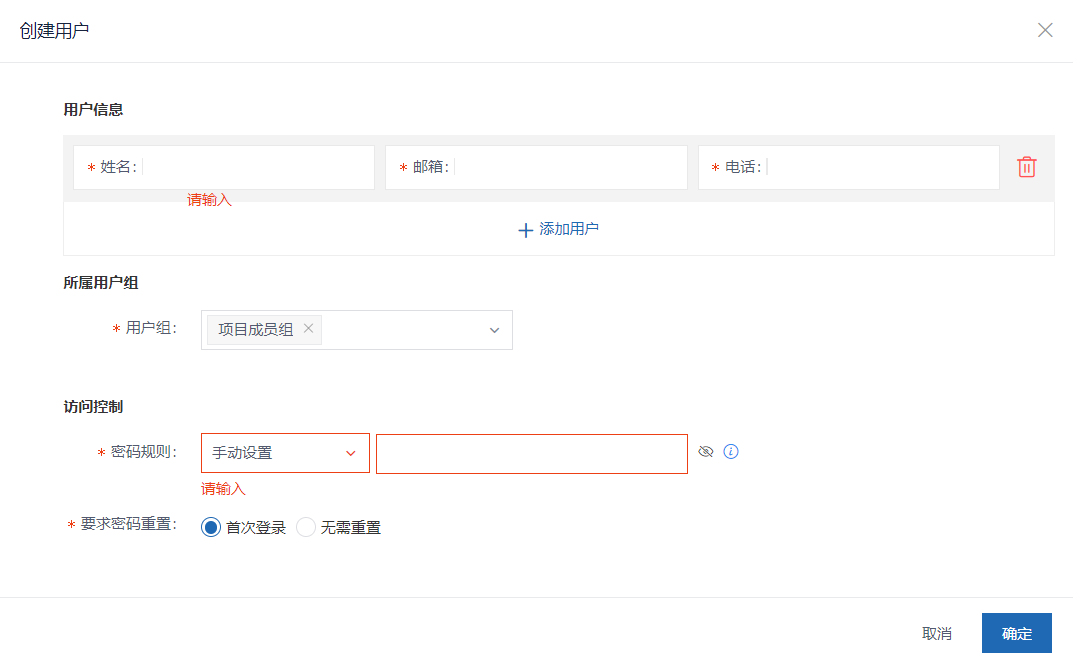 创建用户
用户信息
* 姓名: * 邮箱: * 电话:
请输入
+ 添加用户
所属用户组
* 用户组: 项目成员组
访问控制
* 密码规则: 手动设置
请输入
* 要求密码重置: 首次登录 无需重置
取消 确定